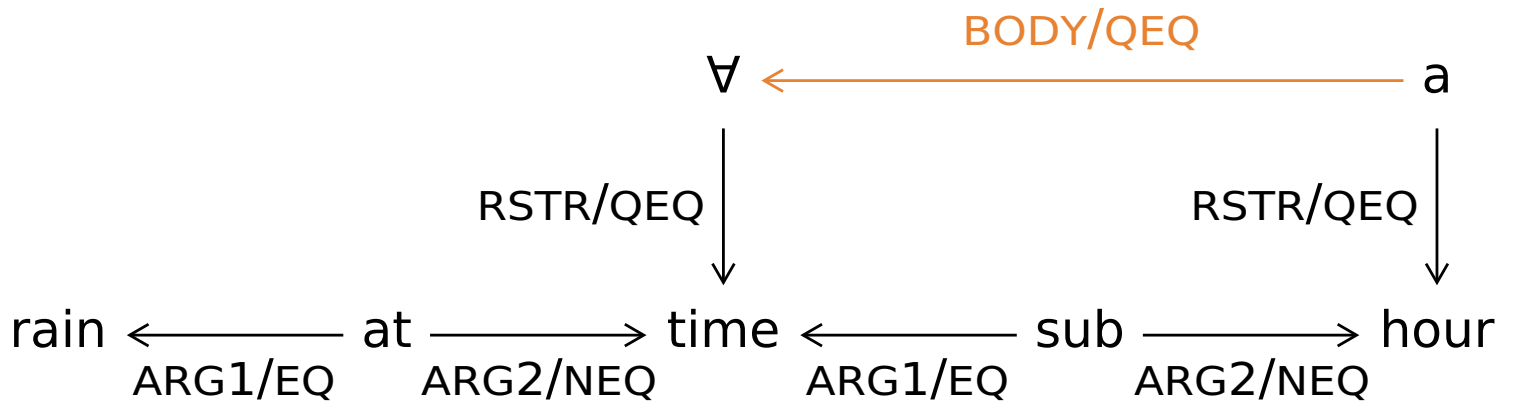 BODY/QEQ
∀ a
RSTR/QEQ RSTR/QEQ
rain at time sub hour
ARG1/EQ ARG2/NEQ ARG1/EQ ARG2/NEQ